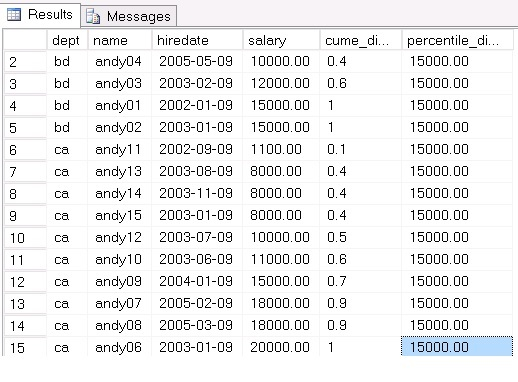 Results Messages
dept name hiredate salary cume_di... percentile_di...
2 bd andy04 2005-05-09 10000.00 0.4 15000.00
3 bd andy03 2003-02-09 12000.00 0.6 15000.00
4 bd andy01 2002-01-09 15000.00 1 15000.00
5 bd andy02 2003-01-09 15000.00 1 15000.00
6 ca andy11 2002-09-09 1100.00 0.1 15000.00
7 ca andy13 2003-08-09 8000.00 0.4 15000.00
8 ca andy14 2003-11-09 8000.00 0.4 15000.00
9 ca andy15 2003-01-09 8000.00 0.4 15000.00
10 ca andy12 2003-07-09 10000.00 0.5 15000.00
11 ca andy10 2003-06-09 11000.00 0.6 15000.00
12 ca andy09 2004-01-09 15000.00 0.7 15000.00
13 ca andy07 2005-02-09 18000.00 0.9 15000.00
14 ca andy08 2005-03-09 18000.00 0.9 15000.00
15 ca andy06 2003-01-09 20000.00 1 15000.00